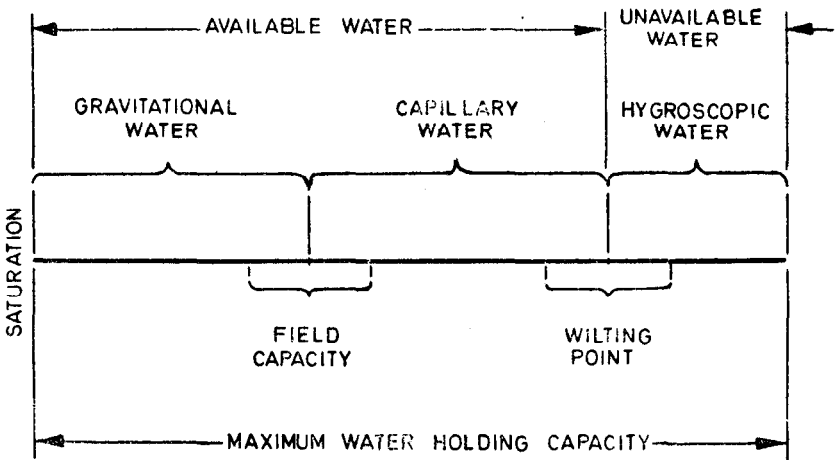 AVAILABLE WATER
UNAVAILABLE
WATER
GRAVITATIONAL
WATER
CAPILLARY
WATER
HYGROSCOPIC
WATER
SATURATION
FIELD
CAPACITY
WILTING
POINT
MAXIMUM WATER HOLDING CAPACITY